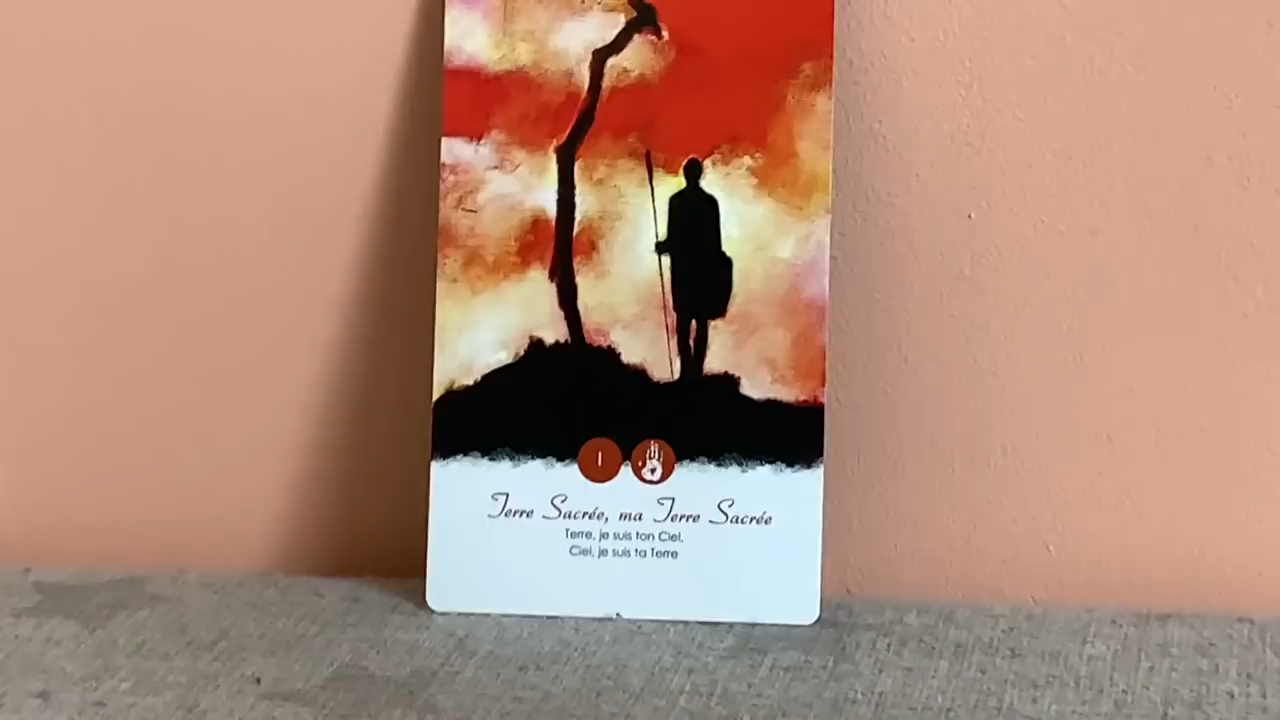 I
Terre Sacrée, ma Terre Sacrée
Terre, je suis ton Ciel,
Ciel, je suis ta Terre